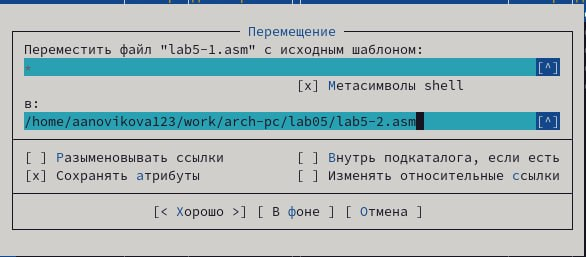 Перемещение
Переместить файл "lab5-1.asm" с исходным шаблоном:
* [^]
[x] Метасимволы shell
в:
/home/aanovikova123/work/arch-pc/lab05/lab5-2.asm [^]
[ ] Разыменовывать ссылки [ ] Внутрь подкаталога, если есть
[x] Сохранять атрибуты [ ] Изменять относительные ссылки
[< Хорошо >] [ В фоне ] [ Отмена ]